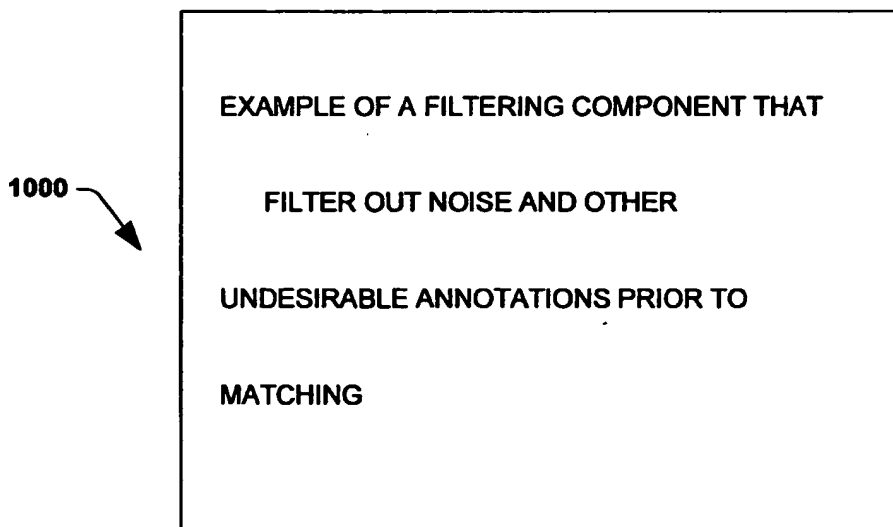 EXAMPLE OF A FILTERING COMPONENT THAT
1000
FILTER OUT NOISE AND OTHER
UNDESIRABLE ANNOTATIONS PRIOR TO
MATCHING